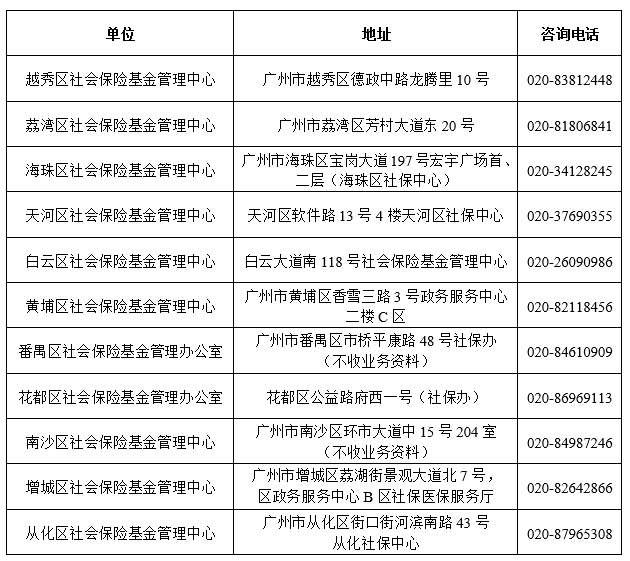 单位 地址 咨询电话
越秀区社会保险基金管理中心 广州市越秀区德政中路龙腾里 10 号 020-83812448
荔湾区社会保险基金管理中心 广州市荔湾区芳村大道东 20 号 020-81806841
海珠区社会保险基金管理中心 广州市海珠区宝岗大道 197 号宏宇广场首、
二层（海珠区社保中心） 020-34128245
天河区社会保险基金管理中心 天河区软件路 13 号 4 楼天河区社保中心 020-37690355
白云区社会保险基金管理中心 白云大道南 118 号社会保险基金管理中心 020-26090986
黄埔区社会保险基金管理中心 广州市黄埔区香雪三路 3 号政务服务中心
二楼 C 区 020-82118456
番禺区社会保险基金管理办公室 广州市番禺区市桥平康路 48 号社保办
（不收业务资料） 020-84610909
花都区社会保险基金管理办公室 花都区公益路府西一号（社保办） 020-86969113
南沙区社会保险基金管理中心 广州市南沙区环市大道中 15 号 204 室
（不收业务资料） 020-84987246
增城区社会保险基金管理中心 广州市增城区荔湖街景观大道北 7 号，
区政务服务中心 B 区社保医保服务厅 020-82642866
从化区社会保险基金管理中心 广州市从化区街口街河滨南路 43 号
从化社保中心 020-87965308